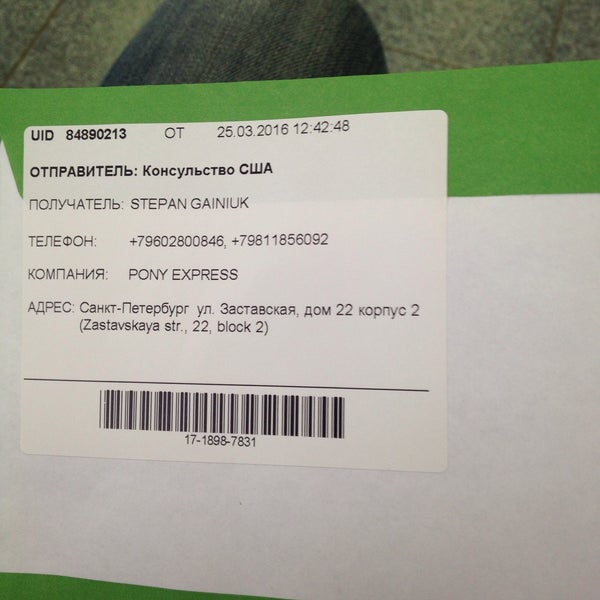 UID 84890213 ОТ 25.03.2016 12:42:48
ОТПРАВИТЕЛЬ: Консульство США
ПОЛУЧАТЕЛЬ: STEPAN GAINIUK
ТЕЛЕФОН: +79602800846, +79811856092
КОМПАНИЯ: PONY EXPRESS
АДРЕС: Санкт-Петербург ул. Заставская, дом 22 корпус 2
(Zastavskaya str., 22, block 2)
17-1898-7831